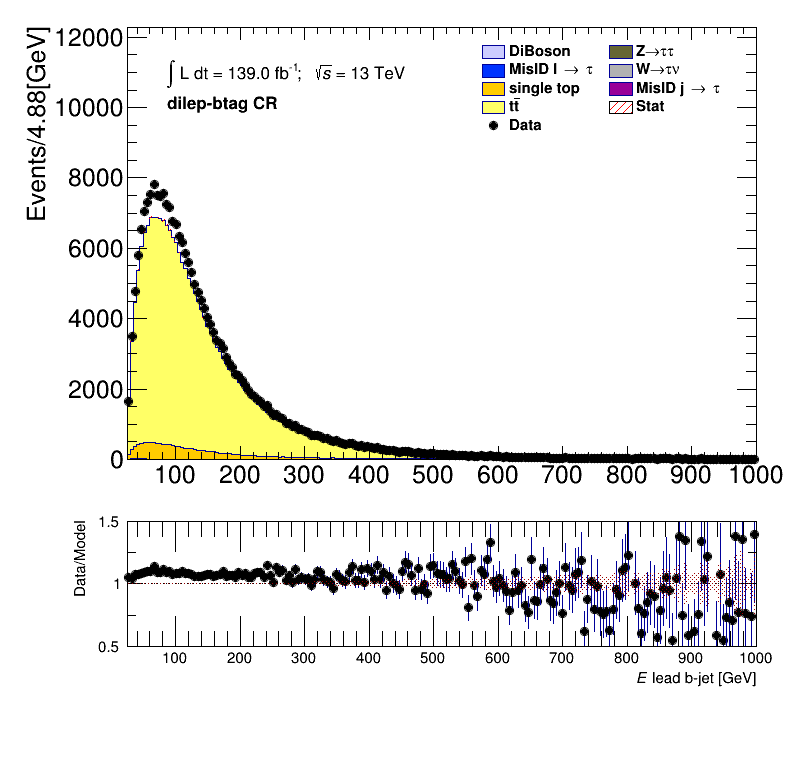 12000
10000
8000
6000
4000
2000
0
Events/4.88[GeV]
∫ L dt = 139.0 fb⁻¹; √s = 13 TeV
dilep-btag CR
DiBoson
MisID l → τ
single top
tt̄
Data
Z→ττ
W→τν
MisID j → τ
Stat
100 200 300 400 500 600 700 800 900 1000
1.5
1
0.5
Data/Model
100 200 300 400 500 600 700 800 900 1000
E lead b-jet [GeV]